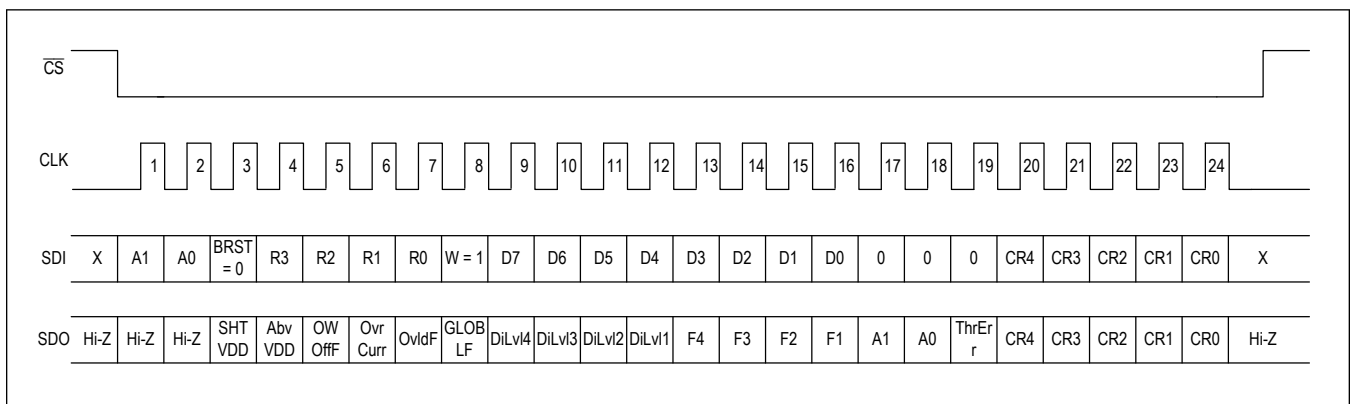 CS
CLK 1 2 3 4 5 6 7 8 9 10 11 12 13 14 15 16 17 18 19 20 21 22 23 24
SDI X A1 A0 BRST = 0 R3 R2 R1 R0 W = 1 D7 D6 D5 D4 D3 D2 D1 D0 0 0 0 CR4 CR3 CR2 CR1 CR0 X
SDO Hi-Z Hi-Z Hi-Z SHT VDD Abv VDD OW OffF Ovr Curr OvldF GLOB LF DiLvl4 DiLvl3 DiLvl2 DiLvl1 F4 F3 F2 F1 A1 A0 ThrEr r CR4 CR3 CR2 CR1 CR0 Hi-Z